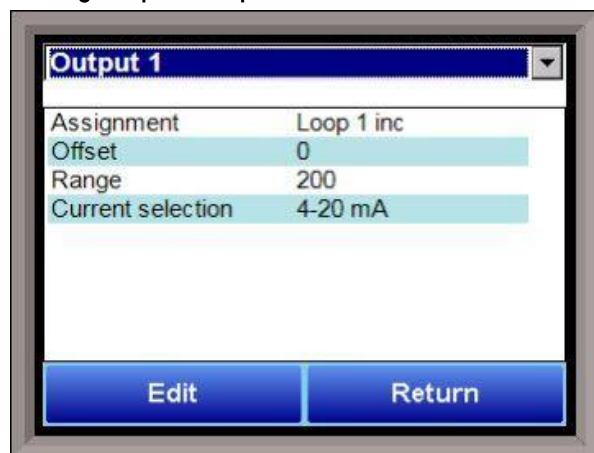 Output 1
Assignment Loop 1 inc
Offset 0
Range 200
Current selection 4-20 mA
Edit Return